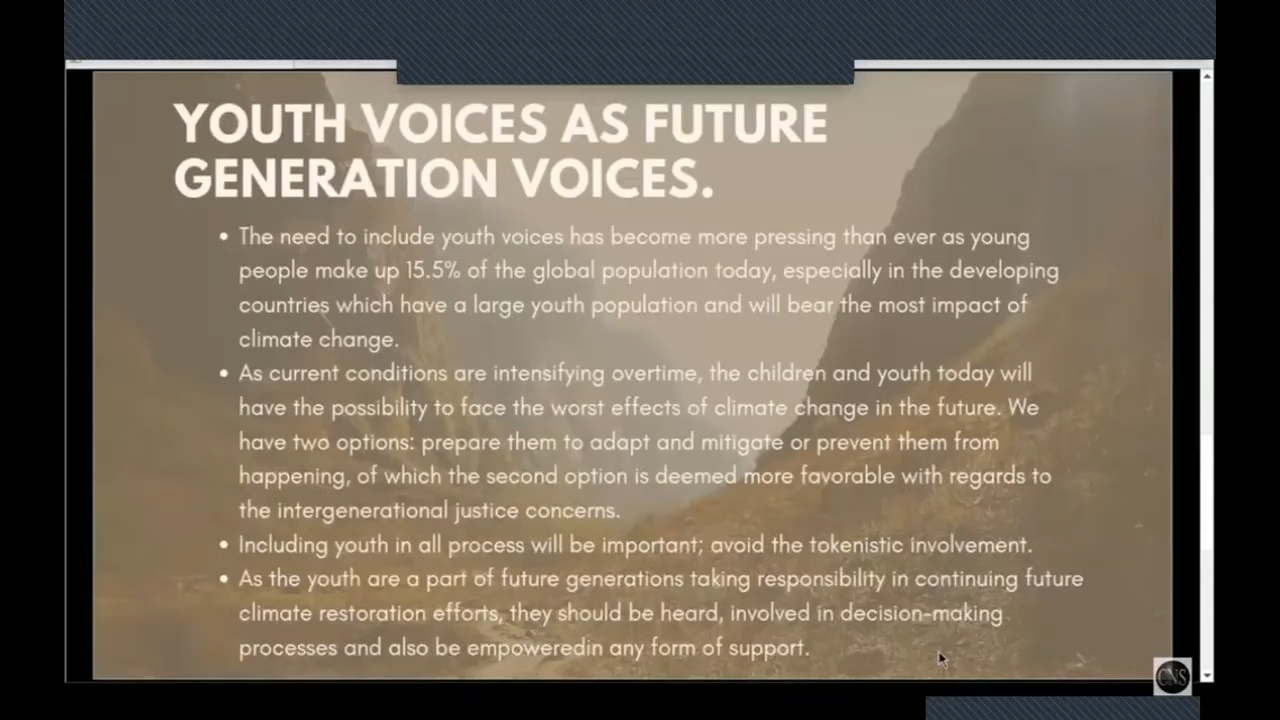 YOUTH VOICES AS FUTURE
GENERATION VOICES.
• The need to include youth voices has become more pressing than ever as young
people make up 15.5% of the global population today, especially in the developing
countries which have a large youth population and will bear the most impact of
climate change.
• As current conditions are intensifying overtime, the children and youth today will
have the possibility to face the worst effects of climate change in the future. We
have two options: prepare them to adapt and mitigate or prevent them from
happening, of which the second option is deemed more favorable with regards to
the intergenerational justice concerns.
• Including youth in all process will be important; avoid the tokenistic involvement.
• As the youth are a part of future generations taking responsibility in continuing future
climate restoration efforts, they should be heard, involved in decision-making
processes and also be empoweredin any form of support.
CNS